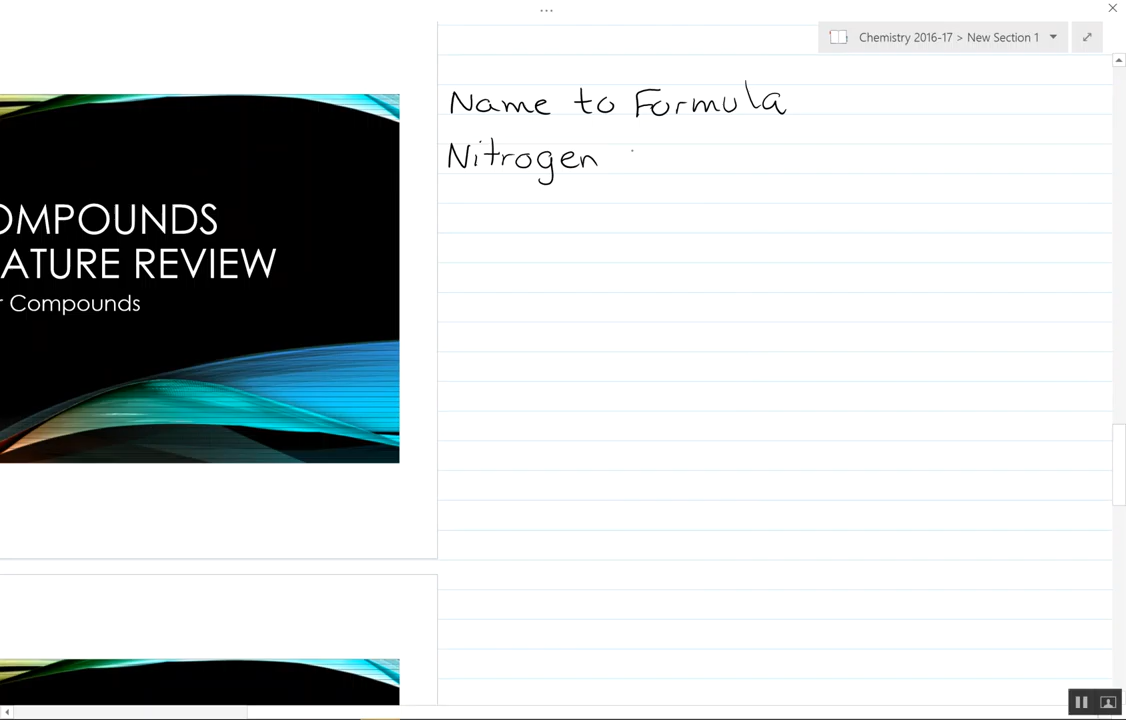 Chemistry 2016-17 > New Section 1
Name to Formula
Nitrogen
OMPOUNDS
ATURE REVIEW
r Compounds